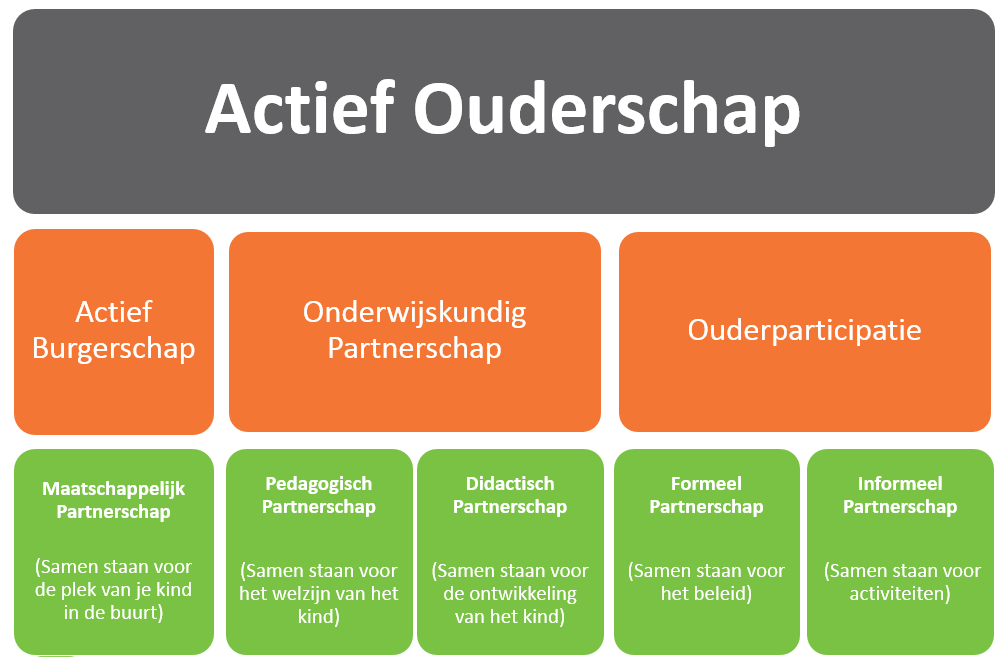 Actief Ouderschap
Actief
Burgerschap
Onderwijskundig
Partnerschap
Ouderparticipatie
Maatschappelijk
Partnerschap
(Samen staan voor
de plek van je kind
in de buurt)
Pedagogisch
Partnerschap
(Samen staan voor
het welzijn van het
kind)
Didactisch
Partnerschap
(Samen staan voor
de ontwikkeling
van het kind)
Formeel
Partnerschap
(Samen staan voor
het beleid)
Informeel
Partnerschap
(Samen staan voor
activiteiten)